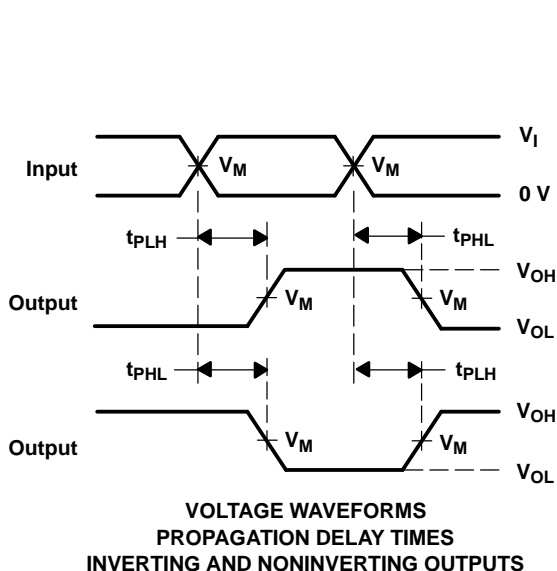 V_I
Input V_M V_M
0 V
t_PLH t_PHL
V_OH
Output V_M V_M
V_OL
t_PHL t_PLH
V_OH
Output V_M V_M
V_OL
VOLTAGE WAVEFORMS
PROPAGATION DELAY TIMES
INVERTING AND NONINVERTING OUTPUTS